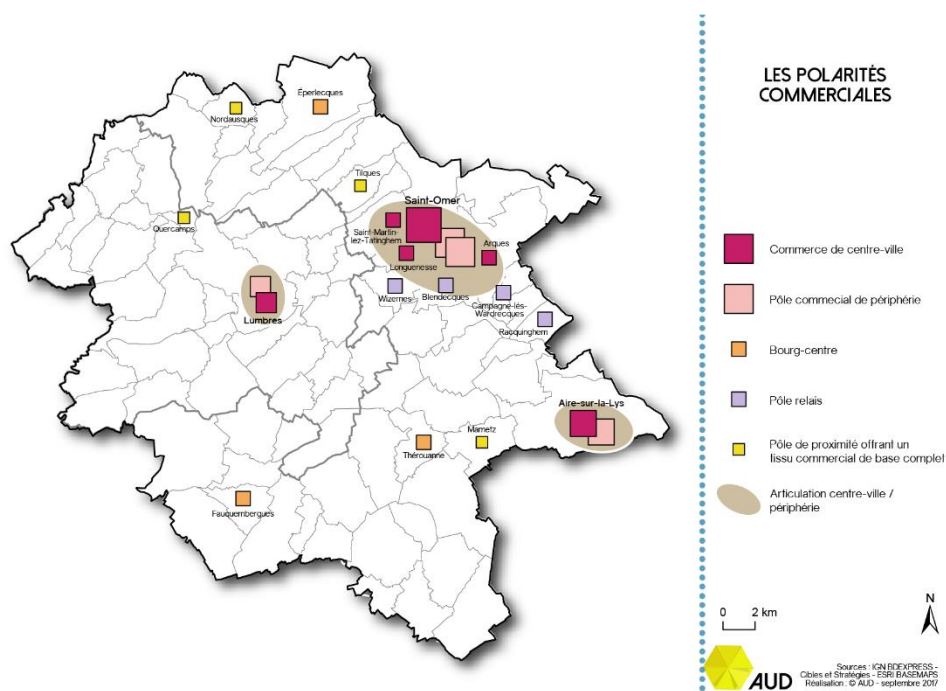 LES POLARITÉS
COMMERCIALES
Éperlecques
Nordausques
Tilques
Saint-Omer
Quercamps
Saint-Martin-
lez-Tatinghem
Arques
Longuenesse
Wizernes
Blendecques
Campagne-lès-
Wardrecques
Racquinghem
Lumbres
Aire-sur-la-Lys
Mametz
Thérouanne
Fauquembergues
Commerce de centre-ville
Pôle commecial de périphérie
Bourg-centre
Pôle relais
Pôle de proximité offrant un
tissu commercial de base complet
Articulation centre-ville /
périphérie
0 2 km
N
AUD
Sources : IGN BDEXPRESS -
Cibles et Stratégies - ESRI BASEMAPS
Réalisation : © AUD - septembre 2017